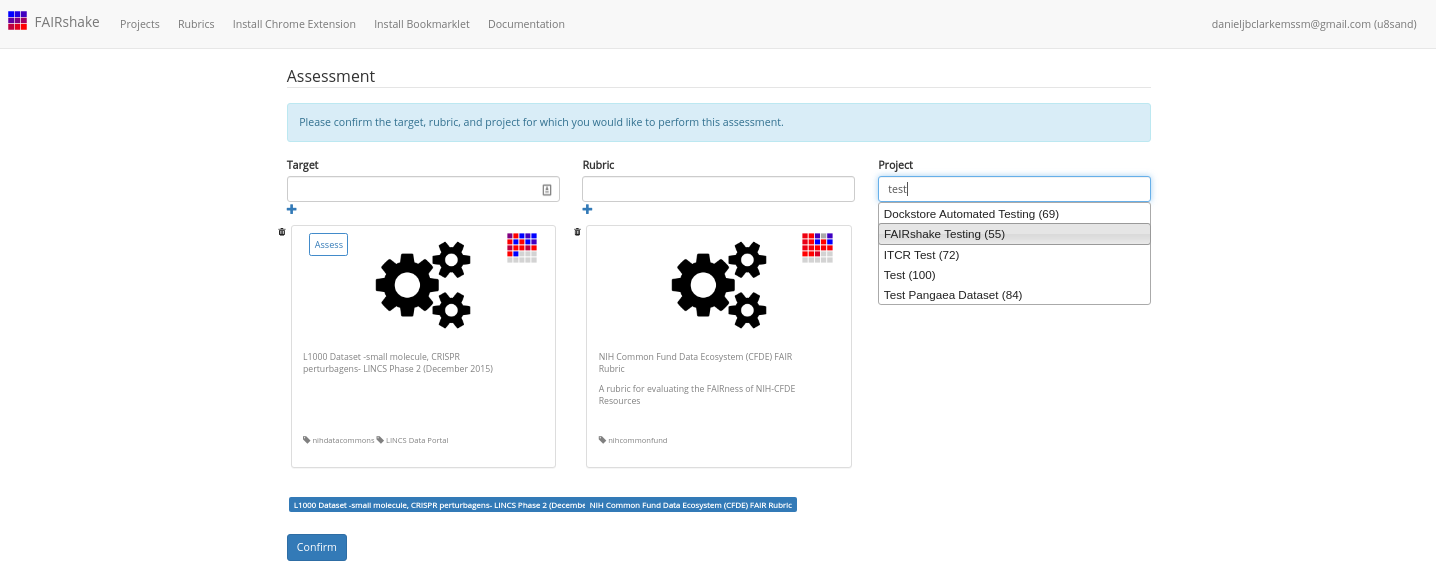 FAIRshake
Projects
Rubrics
Install Chrome Extension
Install Bookmarklet
Documentation
danieljbclarkemssm@gmail.com (u8sand)
Assessment
Please confirm the target, rubric, and project for which you would like to perform this assessment.
Target
Rubric
Project
test
Dockstore Automated Testing (69)
FAIRshake Testing (55)
ITCR Test (72)
Test (100)
Test Pangaea Dataset (84)
Assess
L1000 Dataset -small molecule, CRISPR
perturbagens- LINCS Phase 2 (December 2015)
nihdatacommons
LINCS Data Portal
NIH Common Fund Data Ecosystem (CFDE) FAIR
Rubric
A rubric for evaluating the FAIRness of NIH-CFDE
Resources
nihcommonfund
L1000 Dataset -small molecule, CRISPR perturbagens- LINCS Phase 2 (Decembe
NIH Common Fund Data Ecosystem (CFDE) FAIR Rubric
Confirm